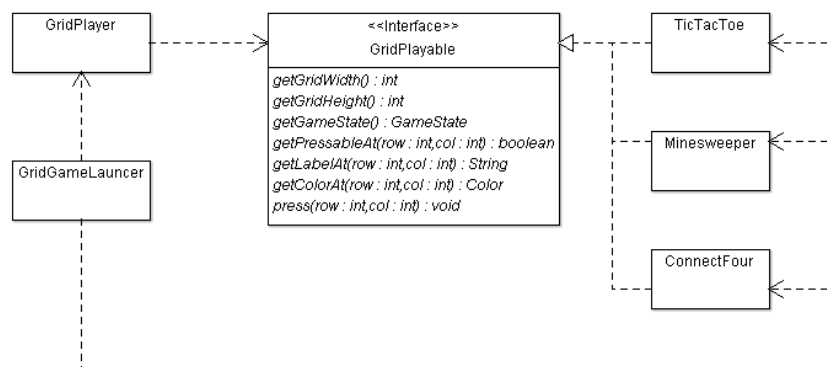 GridPlayer
<<Interface>>
GridPlayable
getGridWidth() : int
getGridHeight() : int
getGameState() : GameState
getPressableAt(row : int,col : int) : boolean
getLabelAt(row : int,col : int) : String
getColorAt(row : int,col : int) : Color
press(row : int,col : int) : void
GridGameLauncer
TicTacToe
Minesweeper
ConnectFour